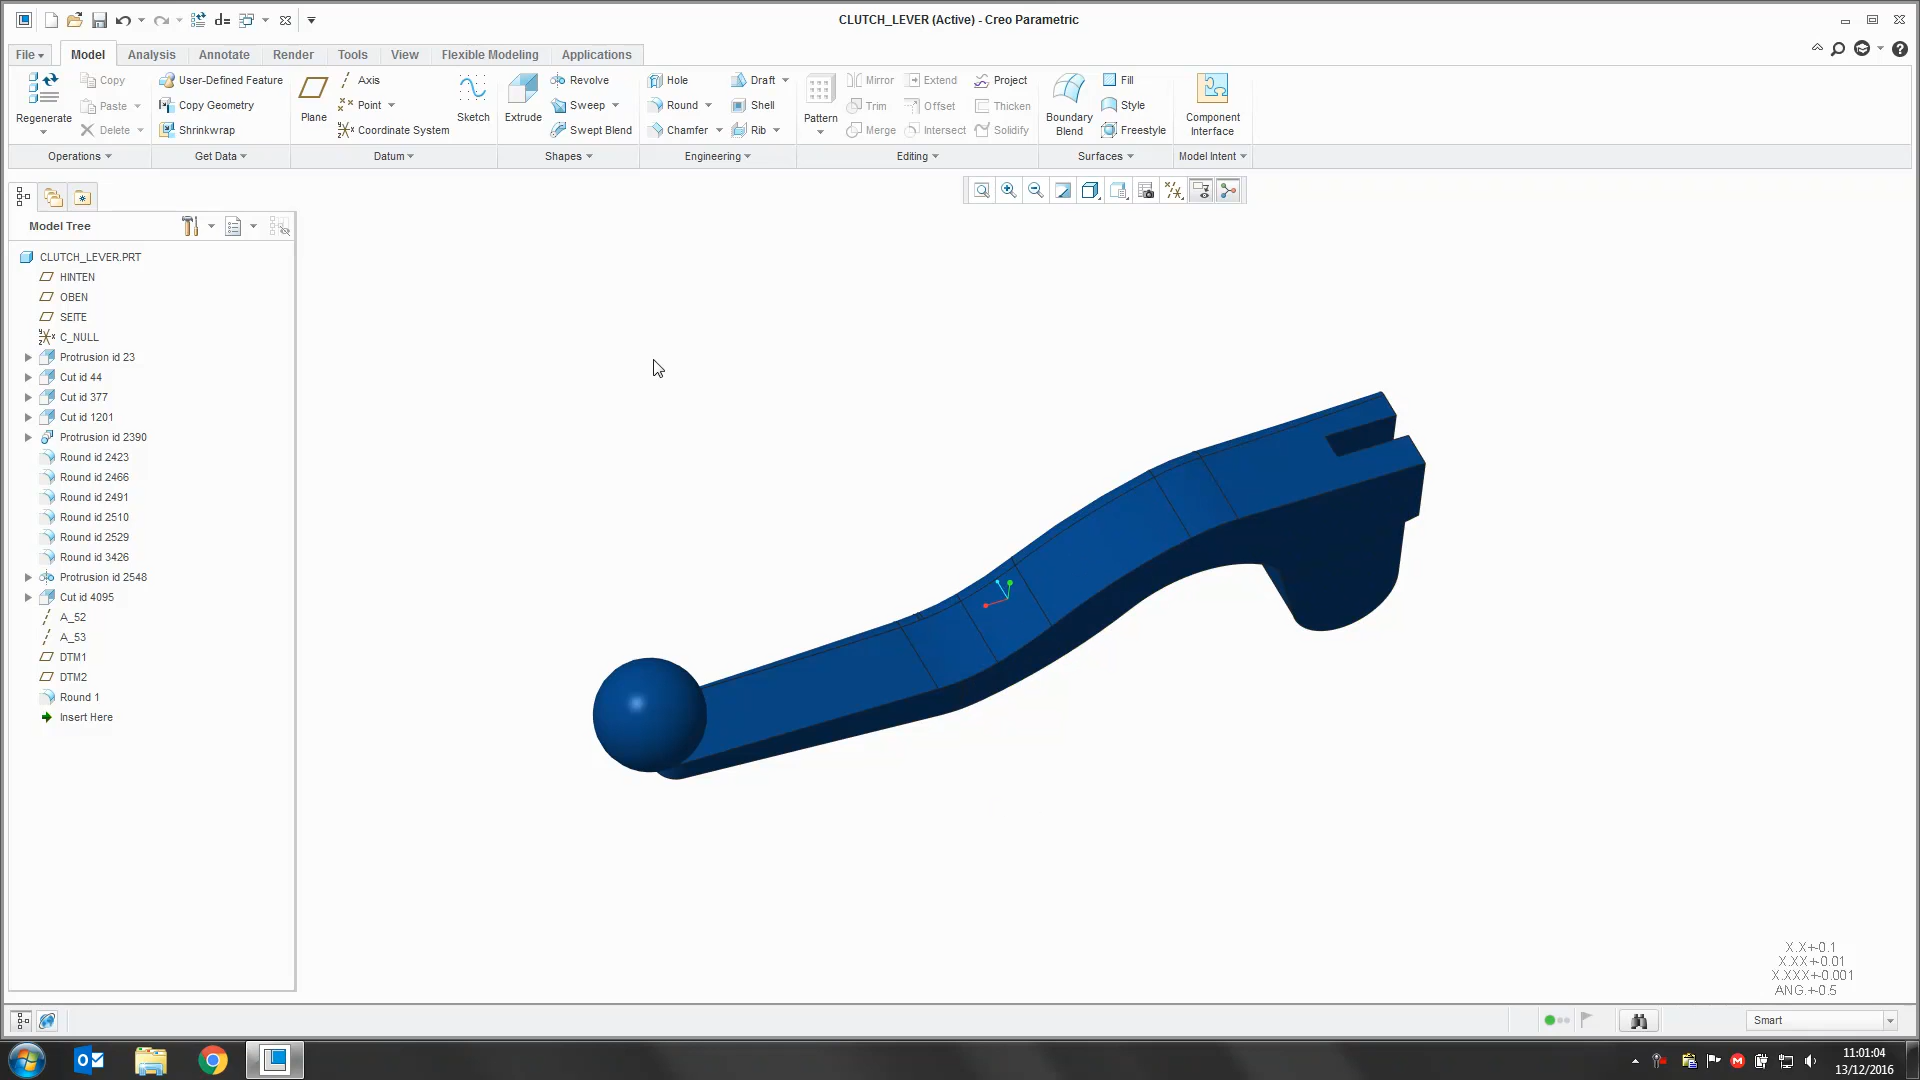 CLUTCH_LEVER (Active) - Creo Parametric
File Model Analysis Annotate Render Tools View Flexible Modeling Applications
Regenerate
Copy
Paste
Delete
User-Defined Feature
Copy Geometry
Shrinkwrap
Plane
Axis
Point
Coordinate System
Sketch
Extrude
Revolve
Sweep
Swept Blend
Hole
Round
Chamfer
Draft
Shell
Rib
Pattern
Mirror
Trim
Merge
Extend
Offset
Intersect
Project
Thicken
Solidify
Boundary
Blend
Fill
Style
Freestyle
Component
Interface
Operations Get Data Datum Shapes Engineering Editing Surfaces Model Intent
Model Tree
CLUTCH_LEVER.PRT
HINTEN
OBEN
SEITE
C_NULL
Protrusion id 23
Cut id 44
Cut id 377
Cut id 1201
Protrusion id 2390
Round id 2423
Round id 2466
Round id 2491
Round id 2510
Round id 2529
Round id 3426
Protrusion id 2548
Cut id 4095
A_52
A_53
DTM1
DTM2
Round 1
Insert Here
X.X+-0.1
X.XX+-0.01
X.XXX+-0.001
ANG.+-0.5
Smart
11:01:04
13/12/2016